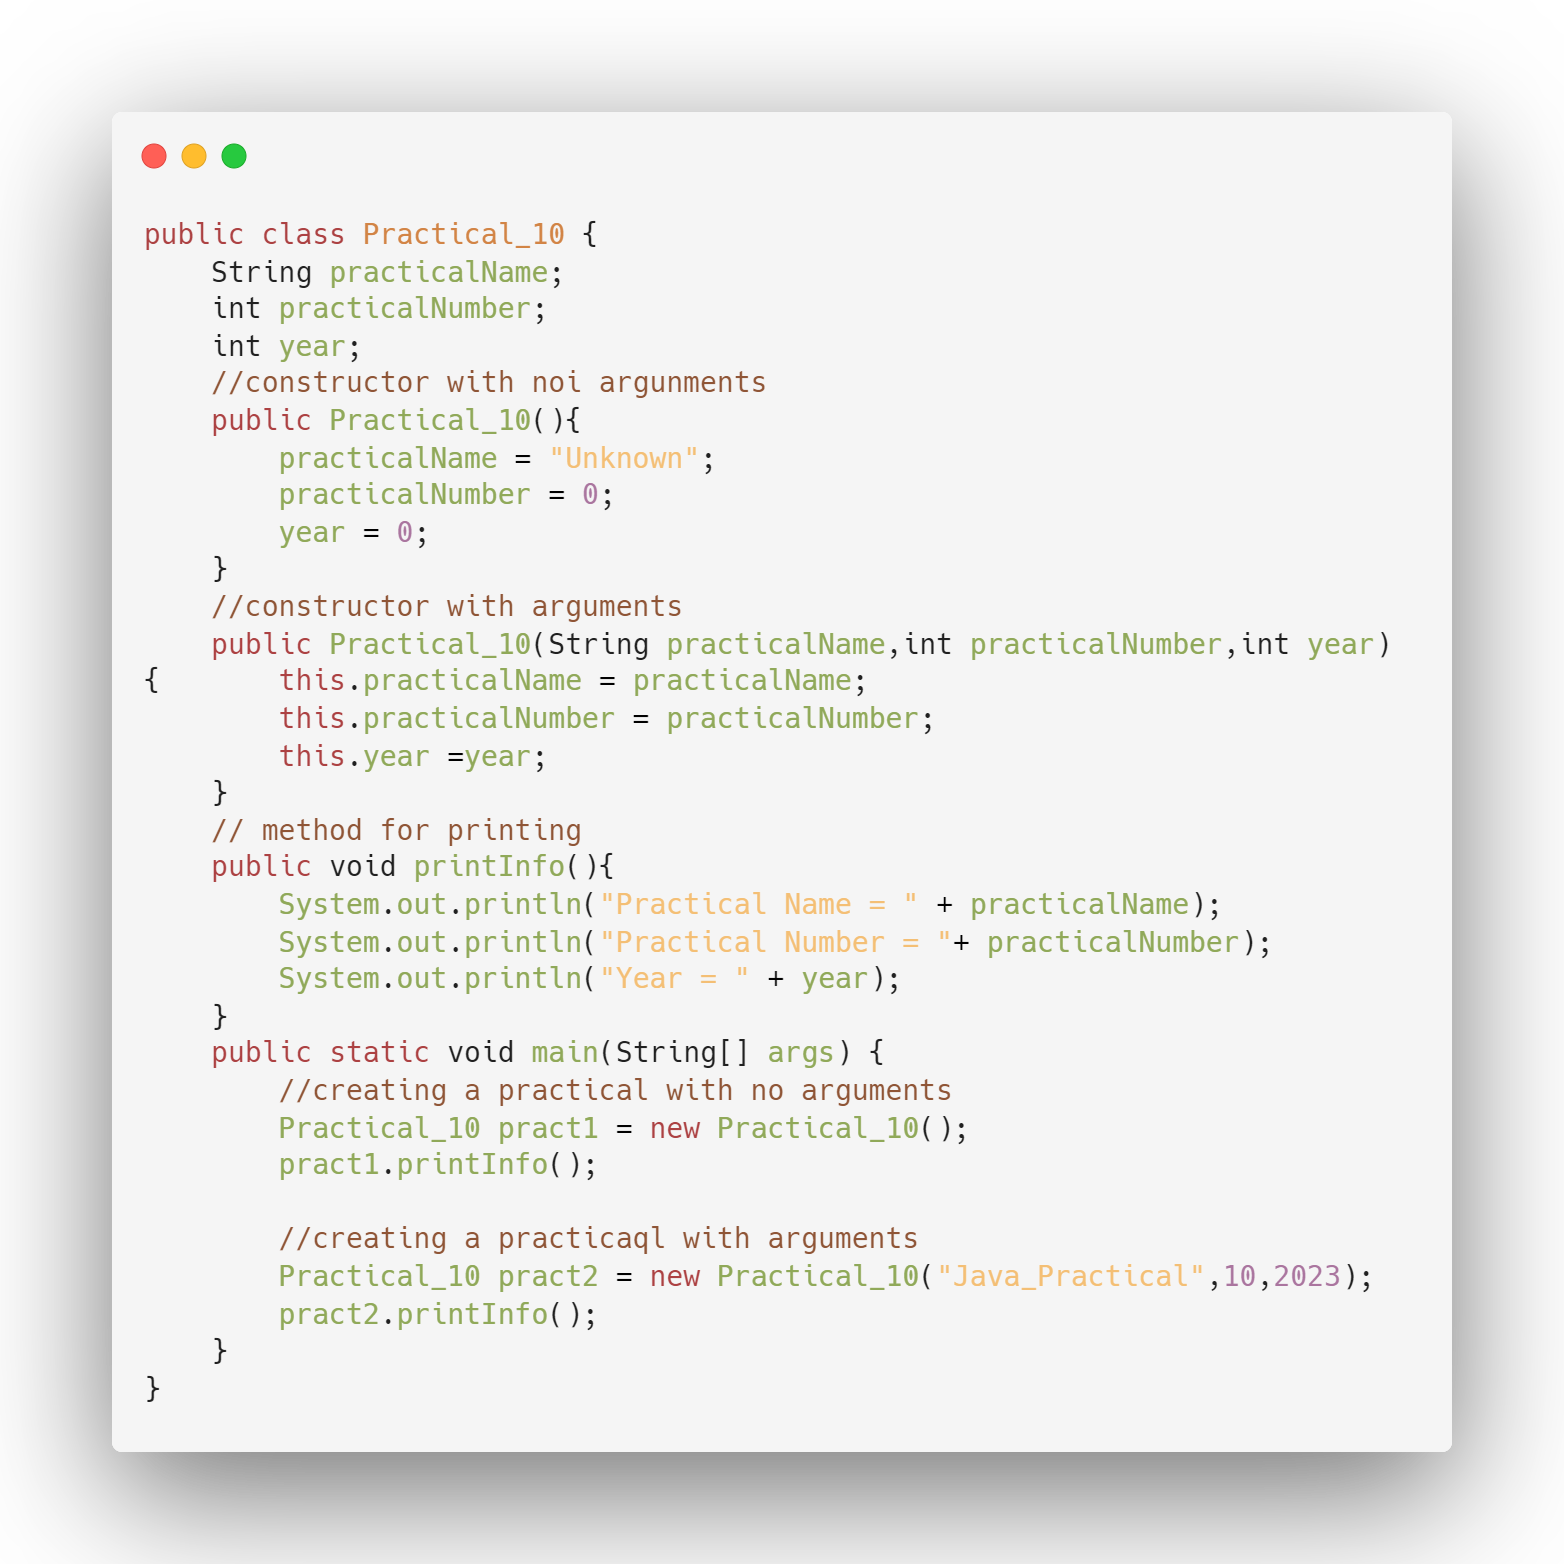 public class Practical_10 {
    String practicalName;
    int practicalNumber;
    int year;
    //constructor with noi argunments
    public Practical_10(){
        practicalName = "Unknown";
        practicalNumber = 0;
        year = 0;
    }
    //constructor with arguments
    public Practical_10(String practicalName,int practicalNumber,int year)
{       this.practicalName = practicalName;
        this.practicalNumber = practicalNumber;
        this.year =year;
    }
    // method for printing
    public void printInfo(){
        System.out.println("Practical Name = " + practicalName);
        System.out.println("Practical Number = "+ practicalNumber);
        System.out.println("Year = " + year);
    }
    public static void main(String[] args) {
        //creating a practical with no arguments
        Practical_10 pract1 = new Practical_10();
        pract1.printInfo();

        //creating a practicaql with arguments
        Practical_10 pract2 = new Practical_10("Java_Practical",10,2023);
        pract2.printInfo();
    }
}